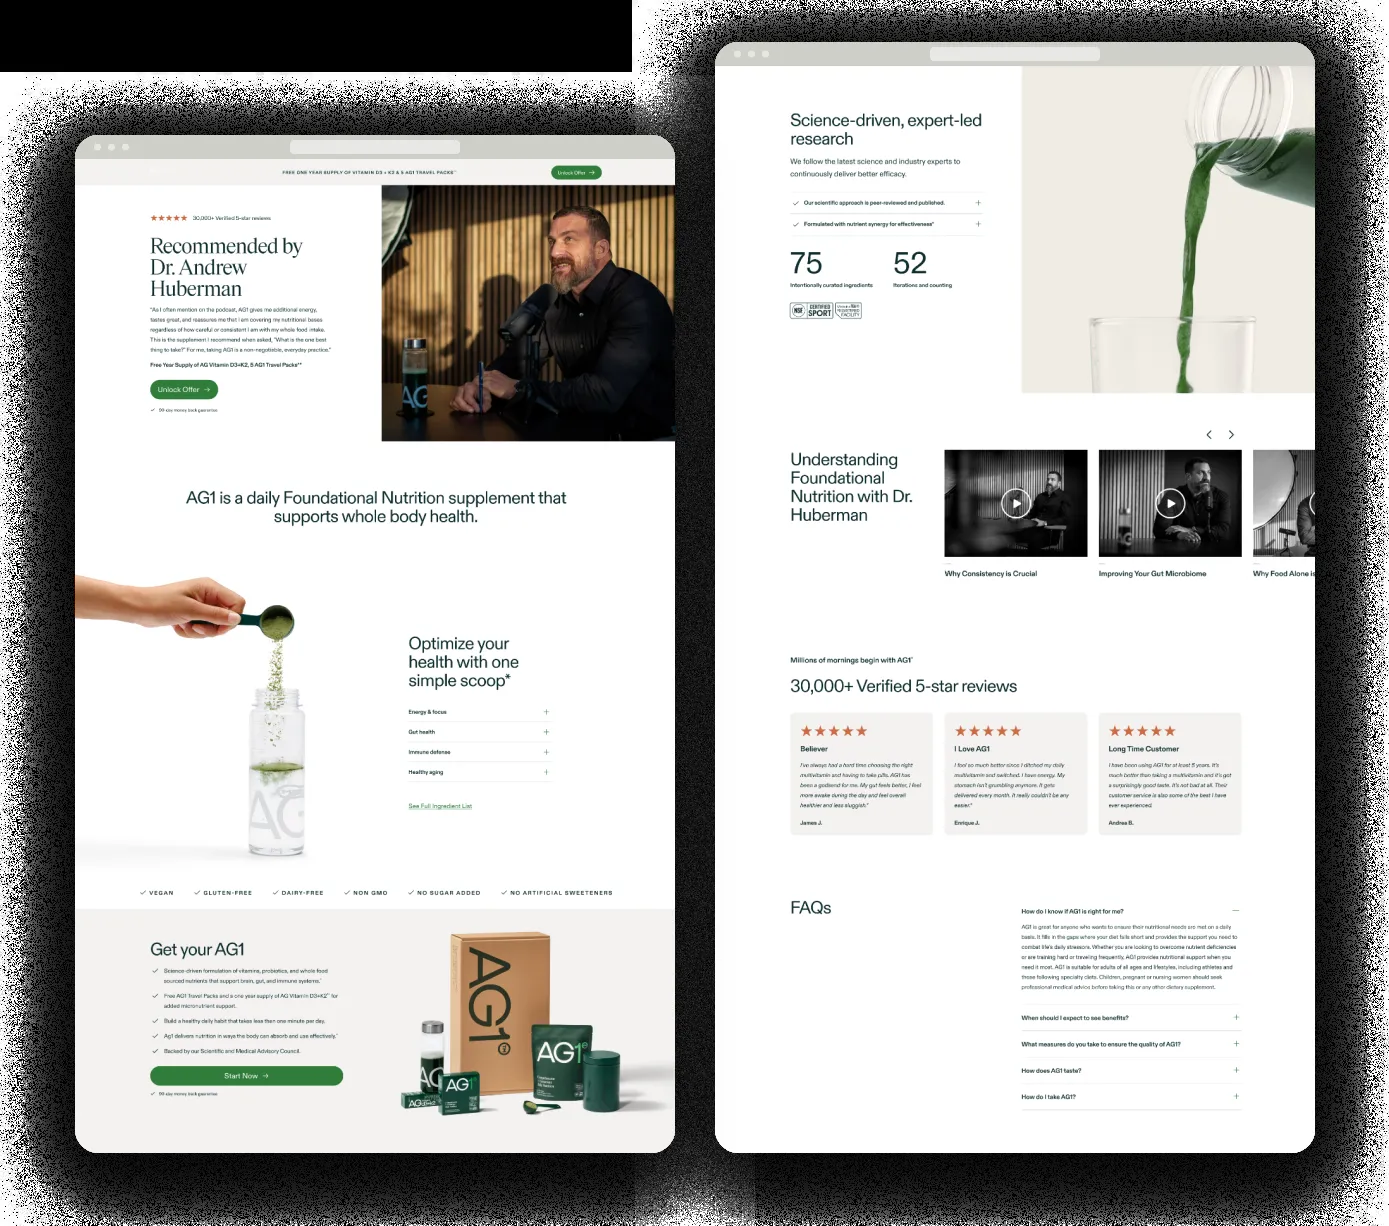 FREE ONE YEAR SUPPLY OF VITAMIN D3 + K2 & 5 AG1 TRAVEL PACKS**
Unlock Offer →
★★★★★ 30,000+ Verified 5-star reviews
Recommended by
Dr. Andrew
Huberman
"As I often mention on the podcast, AG1 gives me additional energy,
tastes great, and reassures me that I am covering my nutritional bases
regardless of how careful or consistent I am with my whole food intake.
This is the supplement I recommend when asked, "What is the one best
thing to take?" For me, taking AG1 is a non-negotiable, everyday practice."
Free Year Supply of AG Vitamin D3+K2, 5 AG1 Travel Packs**
Unlock Offer →
90-day money back guarantee
AG
AG1 is a daily Foundational Nutrition supplement that
supports whole body health.
AG
Optimize your
health with one
simple scoop*
Energy & focus +
Gut health +
Immune defense +
Healthy aging +
See Full Ingredient List
✓ VEGAN ✓ GLUTEN-FREE ✓ DAIRY-FREE ✓ NON GMO ✓ NO SUGAR ADDED ✓ NO ARTIFICIAL SWEETENERS
Get your AG1
✓ Science-driven formulation of vitamins, probiotics, and whole food
sourced nutrients that support brain, gut, and immune systems.*
✓ Free AG1 Travel Packs and a one year supply of AG Vitamin D3+K2** for
added micronutrient support.
✓ Build a healthy daily habit that takes less than one minute per day.
✓ Ag1 delivers nutrition in ways the body can absorb and use effectively.*
✓ Backed by our Scientific and Medical Advisory Council.
Start Now →
✓ 90-day money back guarantee
AG1
AG
AG1
AG1
AG1
Science-driven, expert-led
research
We follow the latest science and industry experts to
continuously deliver better efficacy.
✓ Our scientific approach is peer-reviewed and published. +
✓ Formulated with nutrient synergy for effectiveness* +
75 52
Intentionally curated ingredients Iterations and counting
NSF CERTIFIED SPORT
REGISTERED FACILITY
Understanding
Foundational
Nutrition with Dr.
Huberman
Why Consistency is Crucial
Improving Your Gut Microbiome
Why Food Alone is
Millions of mornings begin with AG1*
30,000+ Verified 5-star reviews
★★★★★
Believer
I've always had a hard time choosing the right
multivitamin and having to take pills. AG1 has
been a godsend for me. My gut feels better, I feel
more awake during the day and feel overall
healthier and less sluggish.*
James J.
★★★★★
I Love AG1
I feel so much better since I ditched my daily
multivitamin and switched. I have energy. My
stomach isn't grumbling anymore. It gets
delivered every month. It really couldn't be any
easier.*
Enrique J.
★★★★★
Long Time Customer
I have been using AG1 for at least 5 years. It's
much better than taking a multivitamin and it's got
a surprisingly good taste. It's not bad at all. Their
customer service is also some of the best I have
ever experienced.
Andrea B.
FAQs
How do I know if AG1 is right for me? —
AG1 is great for anyone who wants to ensure their nutritional needs are met on a daily
basis. It fills in the gaps where your diet falls short and provides the support you need to
combat life's daily stressors. Whether you are looking to overcome nutrient deficiencies
or are training hard or traveling frequently, AG1 provides nutritional support when you
need it most. AG1 is suitable for adults of all ages and lifestyles, including athletes and
those following specialty diets. Children, pregnant or nursing women should seek
professional medical advice before taking this or any other dietary supplement.
When should I expect to see benefits? +
What measures do you take to ensure the quality of AG1? +
How does AG1 taste? +
How do I take AG1? +